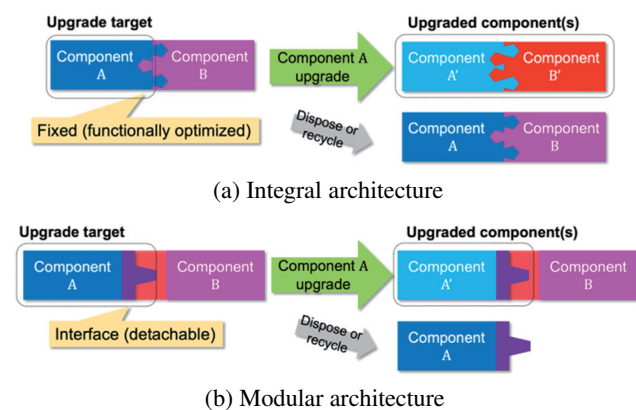 Upgrade target
Component
A
Component
B
Fixed (functionally optimized)
Component A
upgrade
Dispose or
recycle
Upgraded component(s)
Component
A'
Component
B'
Component
A
Component
B
(a) Integral architecture
Upgrade target
Component
A
Component
B
Interface (detachable)
Component A
upgrade
Dispose or
recycle
Upgraded component(s)
Component
A'
Component
B
Component
A
(b) Modular architecture